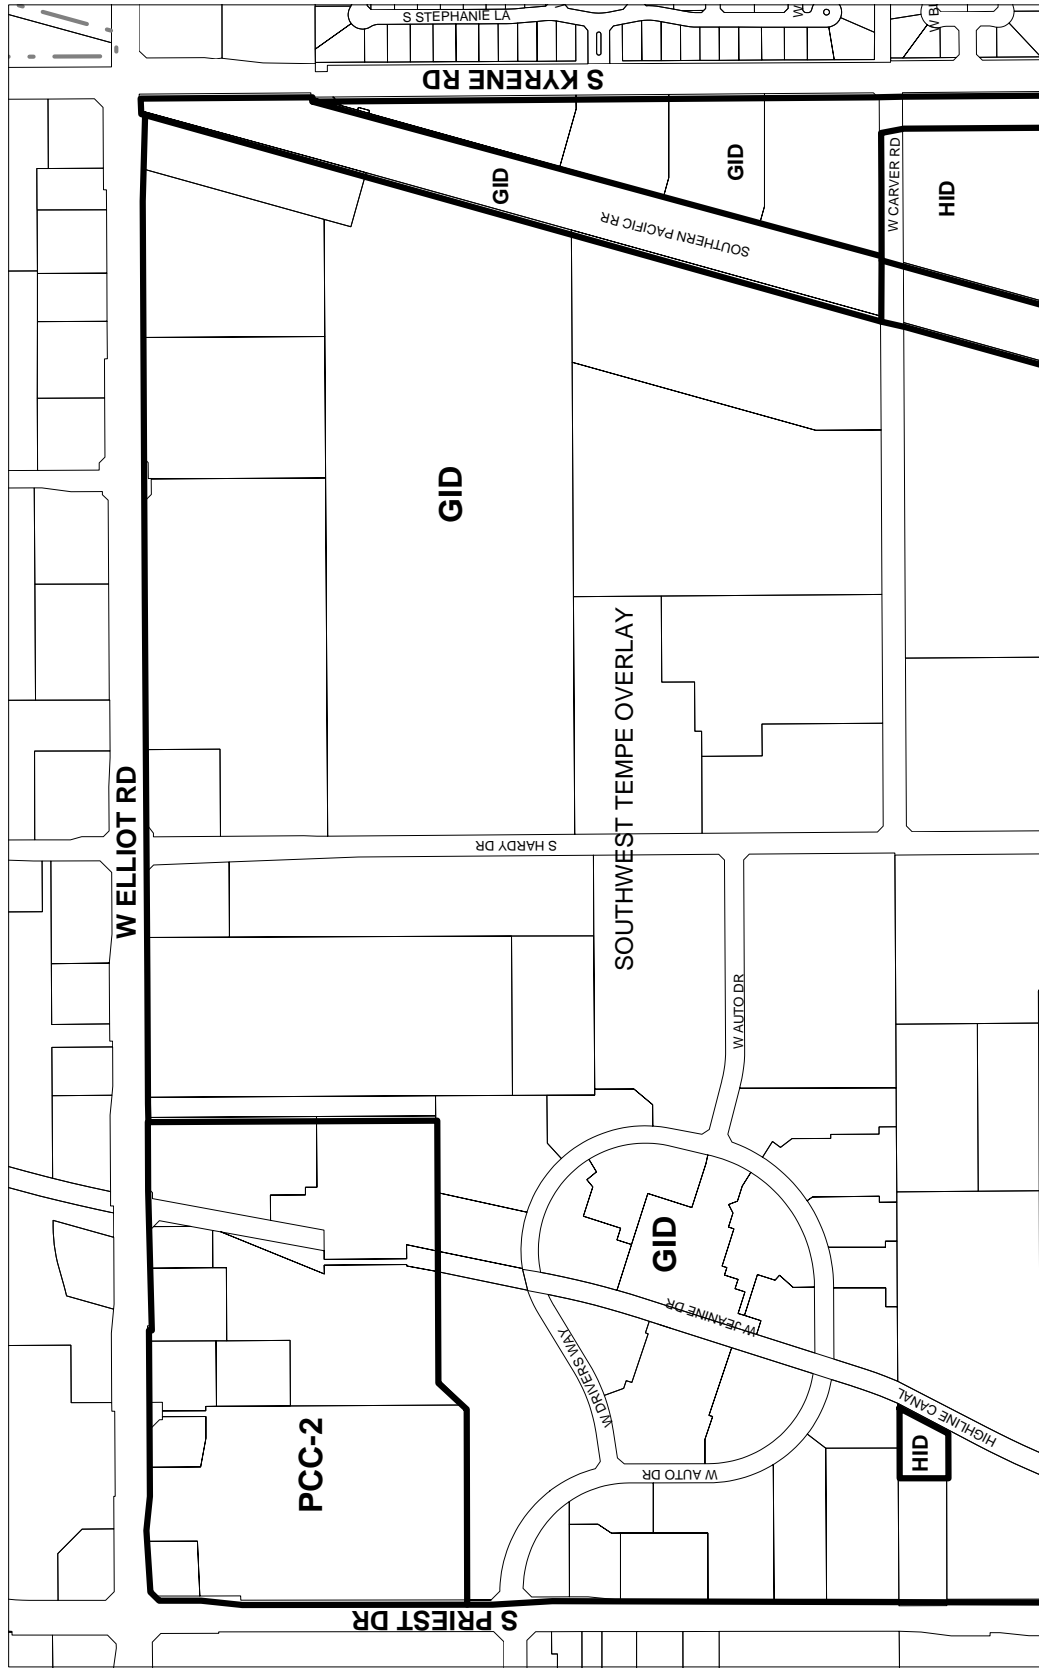 S STEPHANIE LA
S KYRENE RD
GID
GID
SOUTHERN PACIFIC RR
W CARVER RD
HID
GID
SOUTHWEST TEMPE OVERLAY
W ELLIOT RD
S HARDY DR
W AUTO DR
GID
W JEANINE DR
W DRIVERS WAY
HIGHLINE CANAL
HID
PCC-2
W AUTO DR
S PRIEST DR